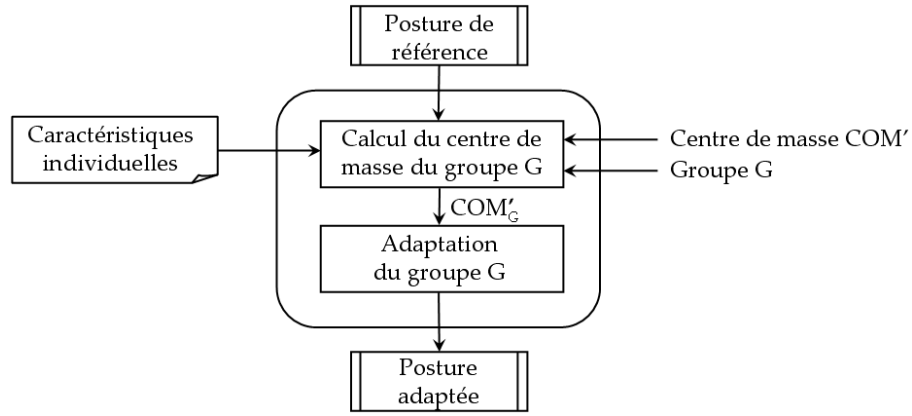 Posture de
référence
Caractéristiques
individuelles
Calcul du centre de
masse du groupe G
Centre de masse COM'
Groupe G
COM'G
Adaptation
du groupe G
Posture
adaptée